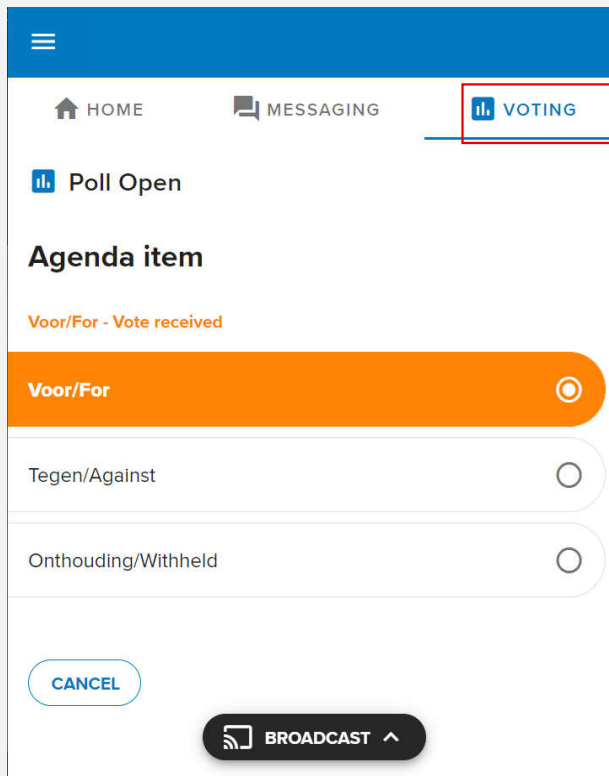 HOME MESSAGING VOTING
Poll Open
Agenda item
Voor/For - Vote received
Voor/For
Tegen/Against
Onthouding/Withheld
CANCEL
BROADCAST